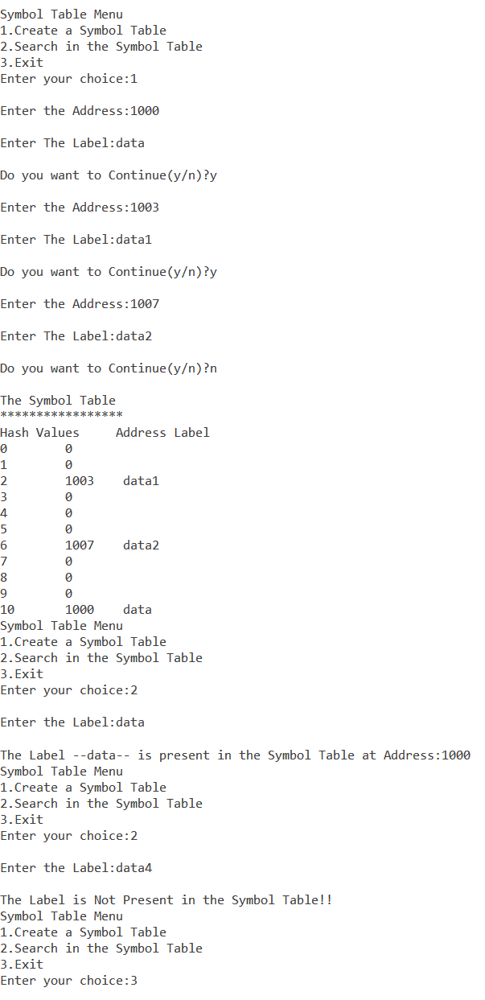 Symbol Table Menu
1.Create a Symbol Table
2.Search in the Symbol Table
3.Exit
Enter your choice:1
Enter the Address:1000
Enter The Label:data
Do you want to Continue(y/n)?y
Enter the Address:1003
Enter The Label:data1
Do you want to Continue(y/n)?y
Enter the Address:1007
Enter The Label:data2
Do you want to Continue(y/n)?n
The Symbol Table
*****************
Hash Values     Address Label
0        0
1        0
2        1003    data1
3        0
4        0
5        0
6        1007    data2
7        0
8        0
9        0
10       1000    data
Symbol Table Menu
1.Create a Symbol Table
2.Search in the Symbol Table
3.Exit
Enter your choice:2
Enter the Label:data
The Label --data-- is present in the Symbol Table at Address:1000
Symbol Table Menu
1.Create a Symbol Table
2.Search in the Symbol Table
3.Exit
Enter your choice:2
Enter the Label:data4
The Label is Not Present in the Symbol Table!!
Symbol Table Menu
1.Create a Symbol Table
2.Search in the Symbol Table
3.Exit
Enter your choice:3